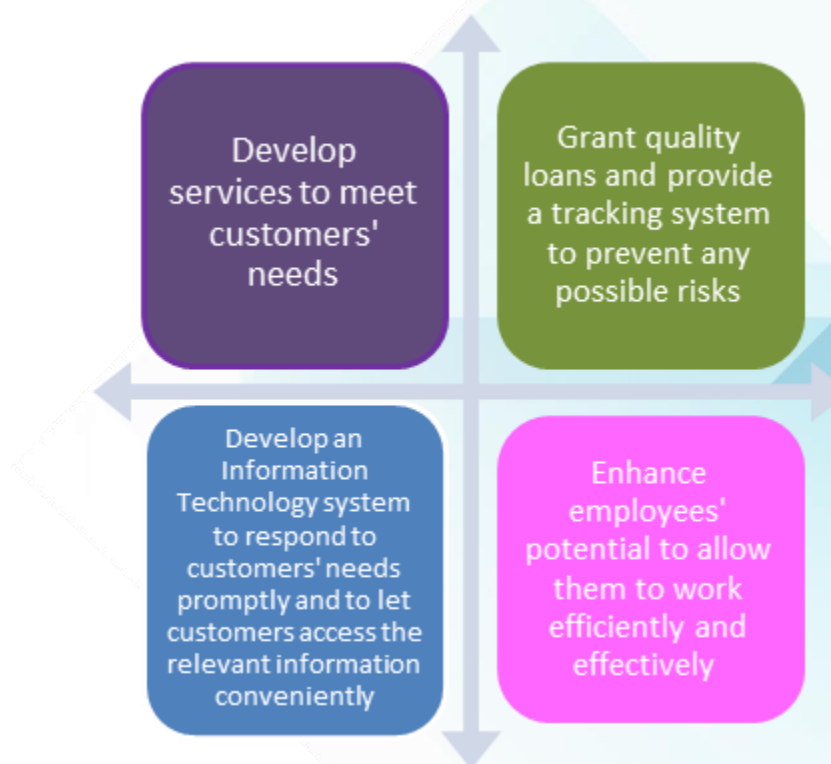 Develop
services to meet
customers'
needs
Grant quality
loans and provide
a tracking system
to prevent any
possible risks
Develop an
Information
Technology system
to respond to
customers' needs
promptly and to let
customers access the
relevant information
conveniently
Enhance
employees'
potential to allow
them to work
efficiently and
effectively